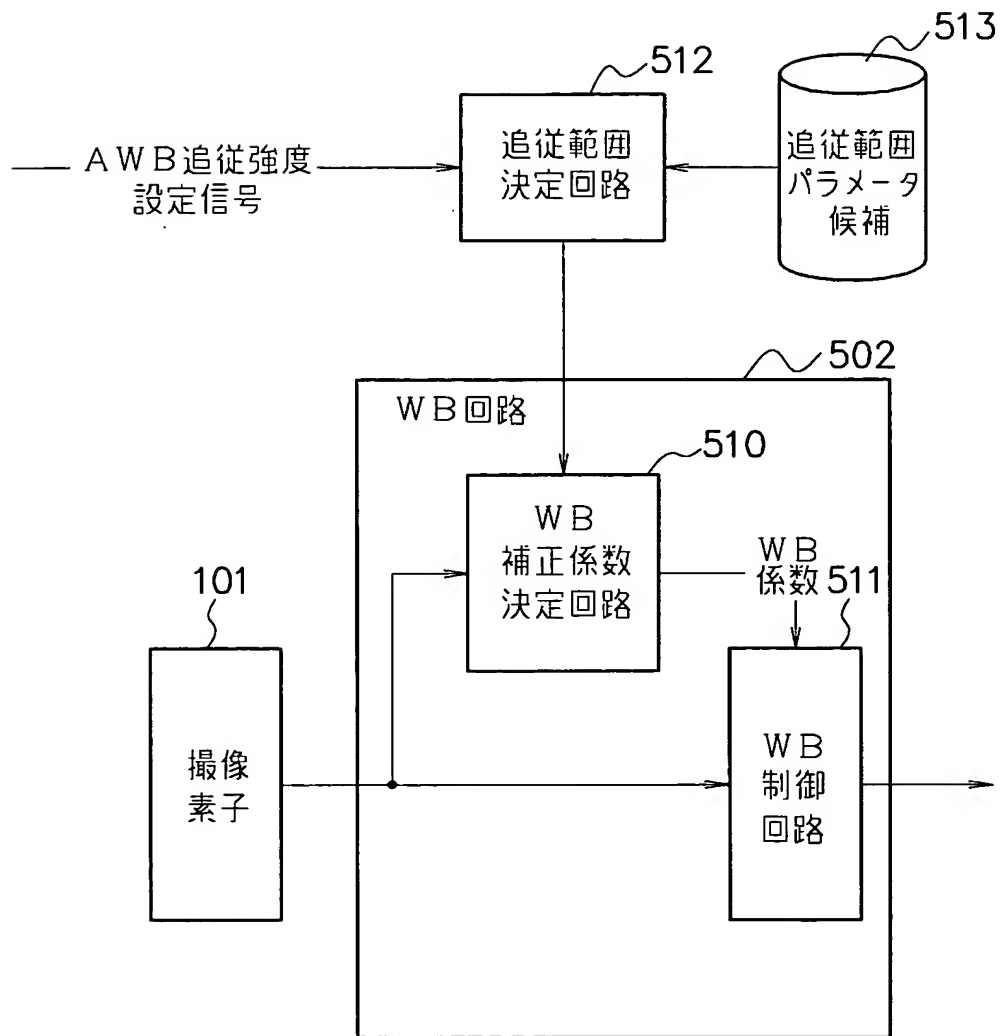 513
512
追従範囲
決定回路
追従範囲
パラメータ
候補
AWB追従強度
設定信号
502
WB回路
510
WB
補正係数
決定回路
WB
係数
511
101
撮像
素子
WB
制御
回路